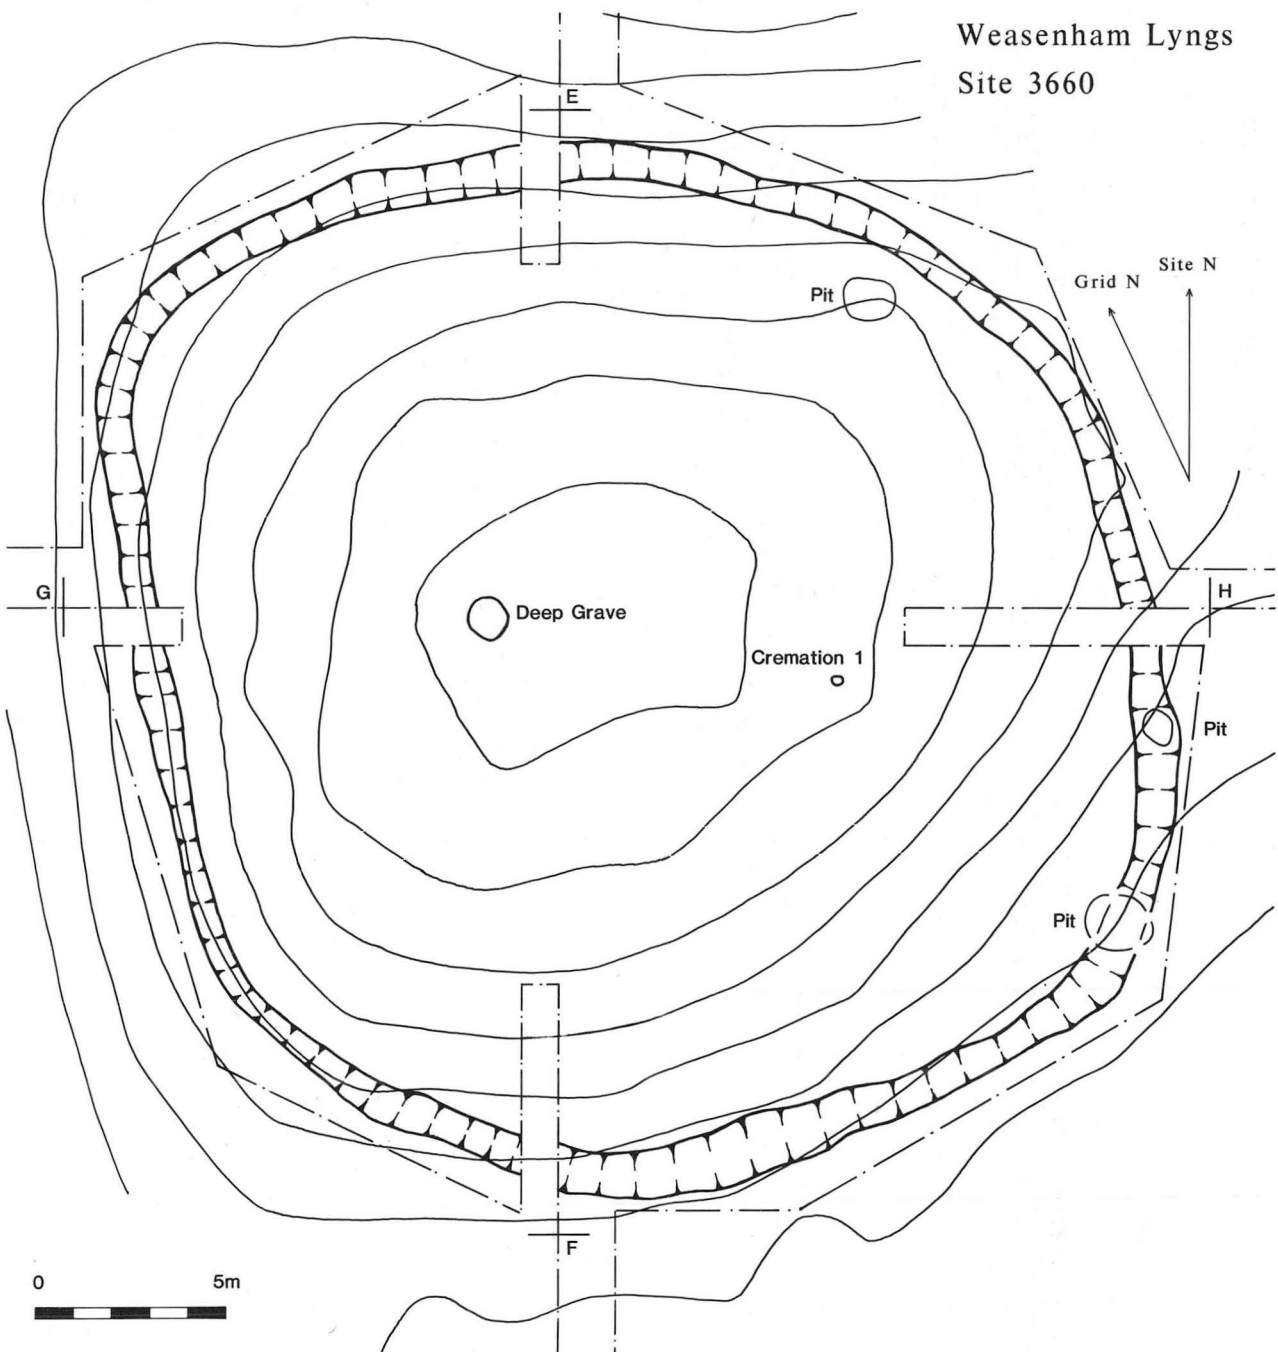 Weasenham Lyngs
Site 3660
E
Site N
Grid N
Pit
G
H
Deep Grave
Cremation 1
Pit
Pit
F
0 5m